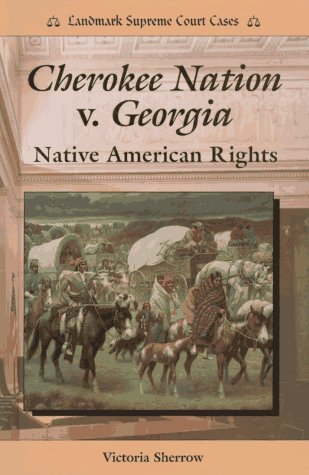 Landmark Supreme Court Cases
Cherokee Nation
v. Georgia
Native American Rights
Victoria Sherrow